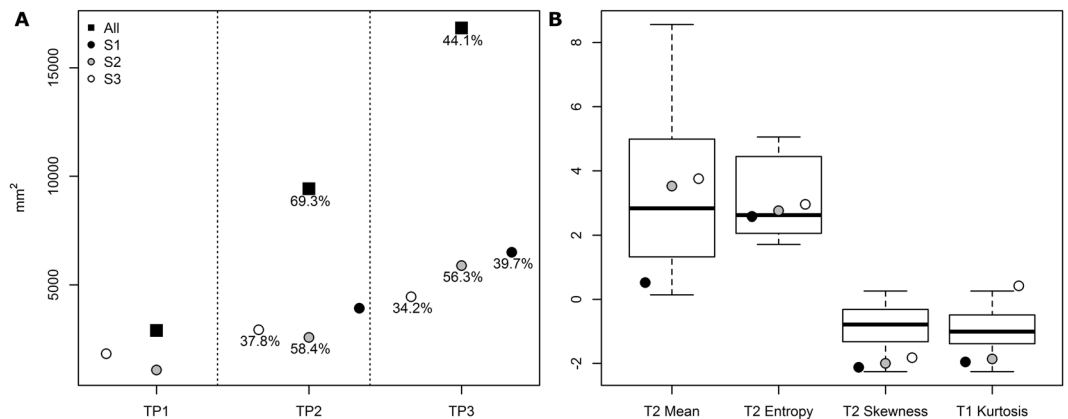 A
All
S1
S2
S3
mm²
15000
10000
5000
44.1%
69.3%
39.7%
56.3%
34.2%
37.8%
58.4%
TP1 TP2 TP3
B
8
6
4
2
0
-2
T2 Mean T2 Entropy T2 Skewness T1 Kurtosis